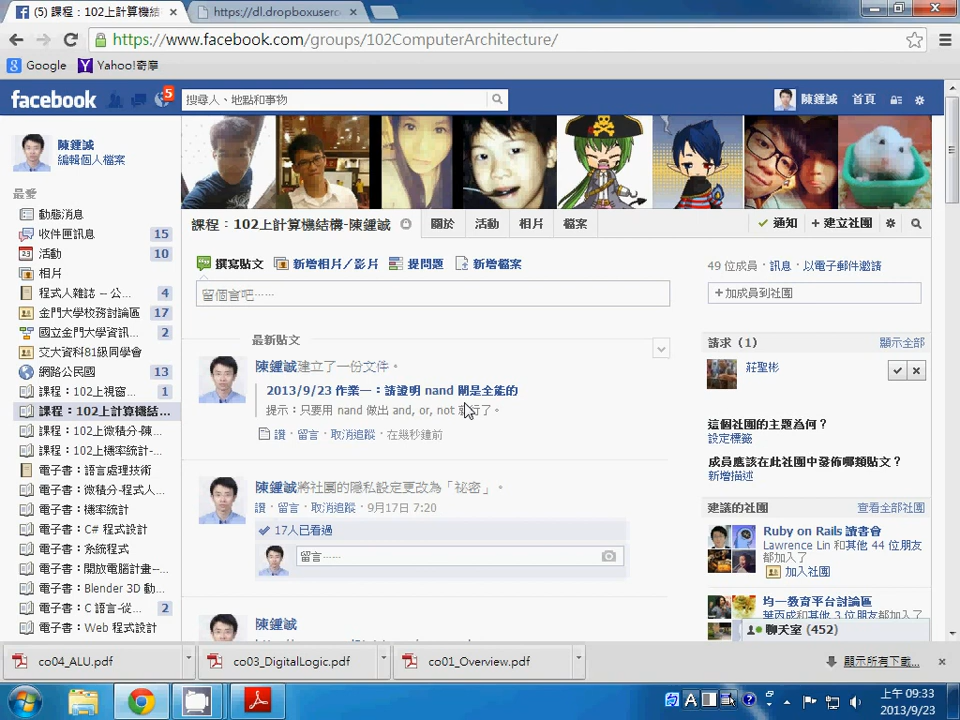 (5) 課程：102上計算機結
https://dl.dropboxuserc
https://www.facebook.com/groups/102ComputerArchitecture/
Google
Yahoo!奇摩
facebook
5
搜尋人、地點和事物
陳鍾誠
首頁
陳鍾誠
編輯個人檔案
最愛
動態消息
收件匣訊息 15
活動 10
相片
程式人雜誌 -- 公... 4
金門大學校務討論區 17
國立金門大學資訊... 2
交大資科81級同學會
網路公民國 13
課程：102上視窗... 1
課程：102上計算機結...
課程：102上微積分-陳...
課程：102上機率統計-...
電子書：語言處理技術
電子書：微積分-程式人...
電子書：機率統計
電子書：C# 程式設計
電子書：系統程式
電子書：開放電腦計畫--...
電子書：Blender 3D 動...
電子書：C 語言-從... 2
電子書：Web 程式設計
課程：102上計算機結構-陳鍾誠
關於
活動
相片
檔案
通知
+ 建立社團
撰寫貼文
新增相片／影片
提問題
新增檔案
留個言吧……
最新貼文
陳鍾誠建立了一份文件。
2013/9/23 作業一：請證明 nand 閘是全能的
提示：只要用 nand 做出 and, or, not 就行了。
讚 · 留言 · 取消追蹤 · 在幾秒鐘前
陳鍾誠將社團的隱私設定更改為「祕密」。
讚 · 留言 · 取消追蹤 · 9月17日 7:20
17人已看過
留言……
陳鍾誠
49 位成員 · 訊息 · 以電子郵件邀請
+加成員到社團
請求（1）
顯示全部
莊聖彬
這個社團的主題為何？
設定標籤
成員應該在此社團中發佈哪類貼文？
新增描述
建議的社團
查看全部社團
Ruby on Rails 讀書會
Lawrence Lin 和其他 44 位朋友
都加入了
加入社團
均一教育平台討論區
葉丙成和其他 32 位朋友都加入了
聊天室 (452)
co04_ALU.pdf
co03_DigitalLogic.pdf
co01_Overview.pdf
顯示所有下載...
A
上午 09:33
2013/9/23